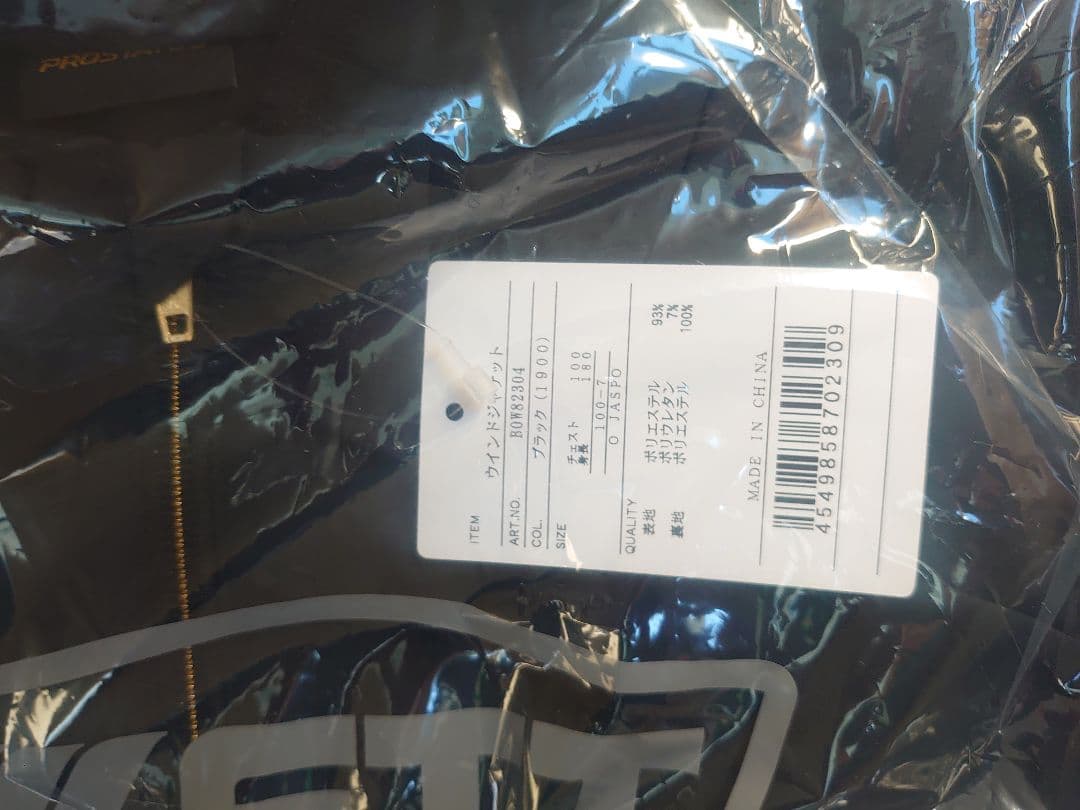 ITEM ウインドジャケット
ART.NO. BOW82304
COL. ブラック(1900)
SIZE チェスト 100
身長 180
100-7
O JASPO
QUALITY
表地 ポリエステル 93%
ポリウレタン 7%
裏地 ポリエステル 100%
MADE IN CHINA
4549858702309